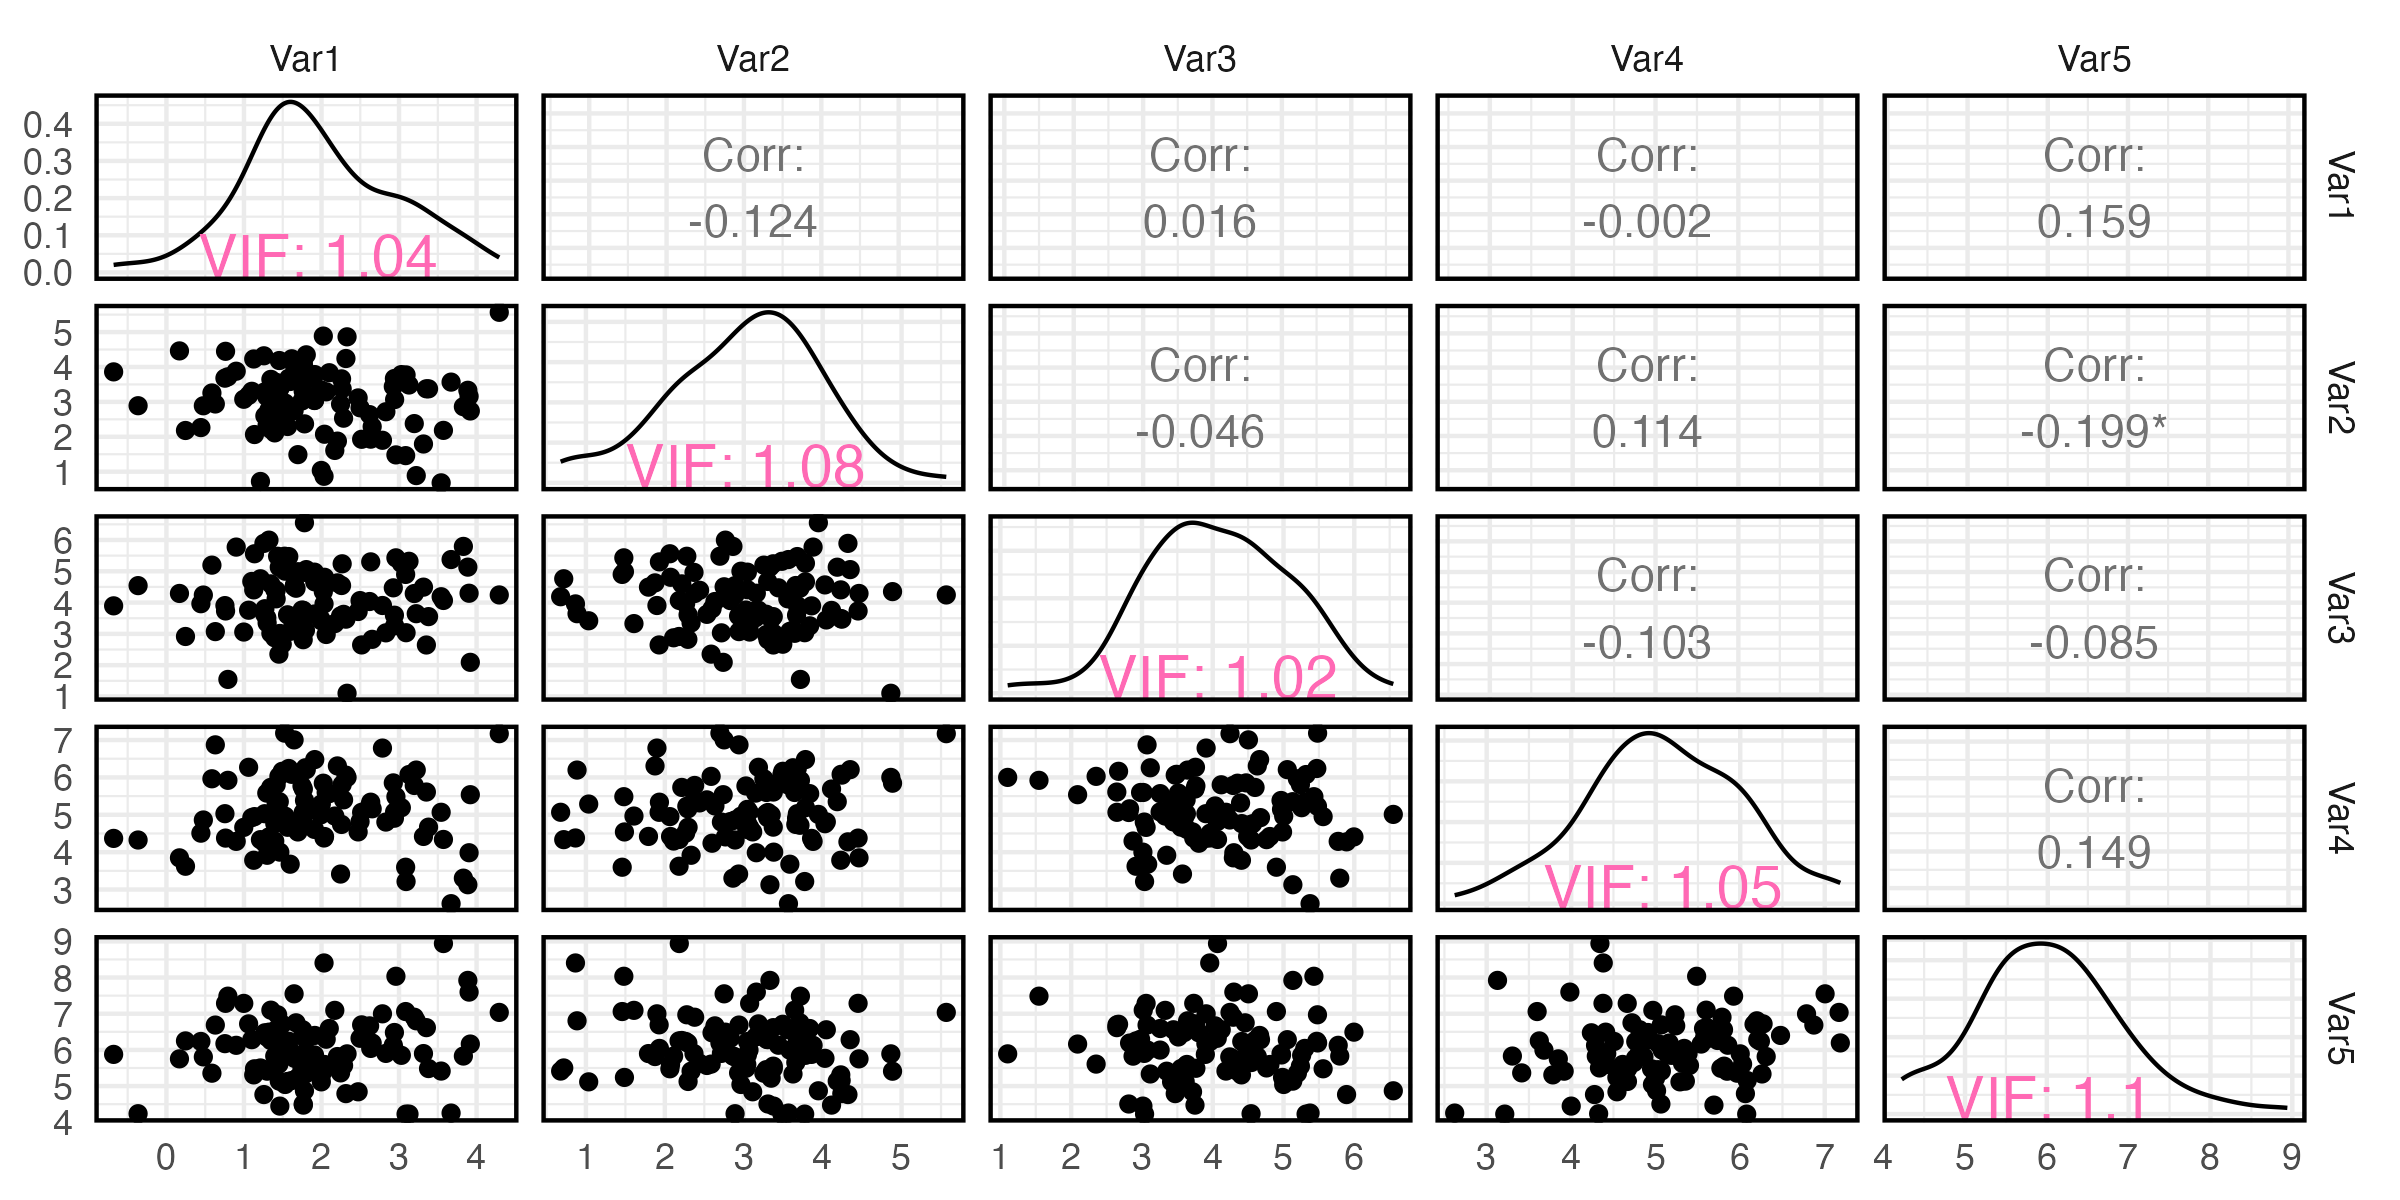 Var1 Var2 Var3 Var4 Var5
0.4
0.3
0.2
0.1
0.0
VIF: 1.04
Corr:
-0.124
Corr:
0.016
Corr:
-0.002
Corr:
0.159
Var1
5
4
3
2
1
VIF: 1.08
Corr:
-0.046
Corr:
0.114
Corr:
-0.199*
Var2
6
5
4
3
2
1
VIF: 1.02
Corr:
-0.103
Corr:
-0.085
Var3
7
6
5
4
3
VIF: 1.05
Corr:
0.149
Var4
9
8
7
6
5
4
VIF: 1.1
Var5
0 1 2 3 4 1 2 3 4 5 1 2 3 4 5 6 3 4 5 6 7 4 5 6 7 8 9